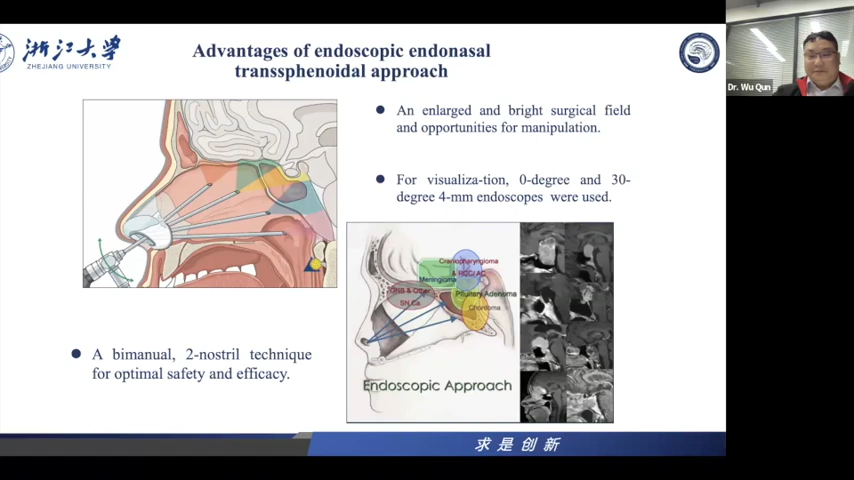 浙江大学
ZHEJIANG UNIVERSITY
Advantages of endoscopic endonasal
transsphenoidal approach
Dr. Wu Qun
An enlarged and bright surgical field
and opportunities for manipulation.
For visualiza-tion, 0-degree and 30-
degree 4-mm endoscopes were used.
Craniopharyngioma
& RCC/AC
Meningioma
ONB & Other
SN Ca
Pituitary Adenoma
Chordoma
Endoscopic Approach
A bimanual, 2-nostril technique
for optimal safety and efficacy.
求是创新